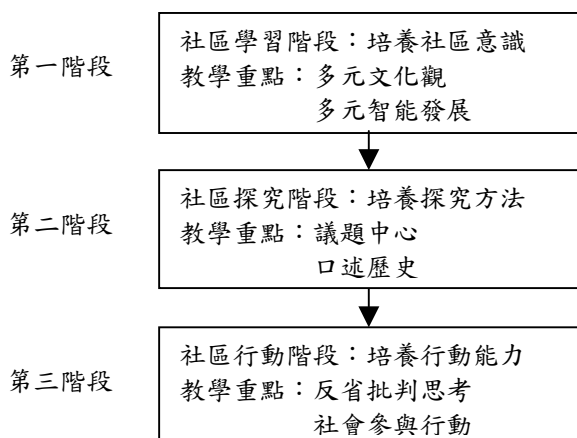 第一階段
社區學習階段：培養社區意識
教學重點：多元文化觀
多元智能發展
第二階段
社區探究階段：培養探究方法
教學重點：議題中心
口述歷史
第三階段
社區行動階段：培養行動能力
教學重點：反省批判思考
社會參與行動